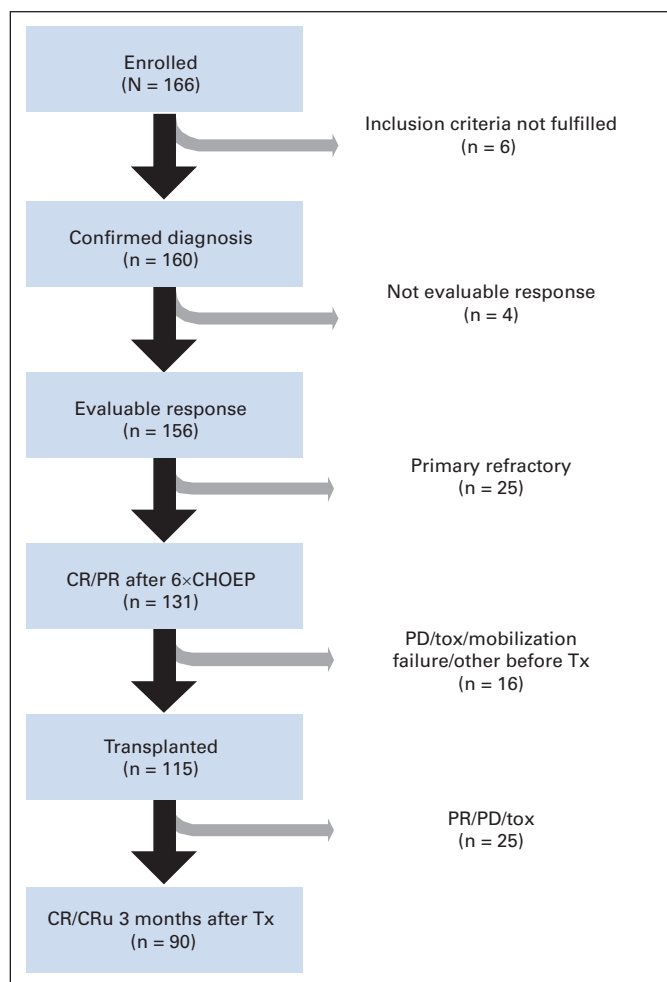 Enrolled
(N = 166)
Inclusion criteria not fulfilled
(n = 6)
Confirmed diagnosis
(n = 160)
Not evaluable response
(n = 4)
Evaluable response
(n = 156)
Primary refractory
(n = 25)
CR/PR after 6×CHOEP
(n = 131)
PD/tox/mobilization
failure/other before Tx
(n = 16)
Transplanted
(n = 115)
PR/PD/tox
(n = 25)
CR/CRu 3 months after Tx
(n = 90)